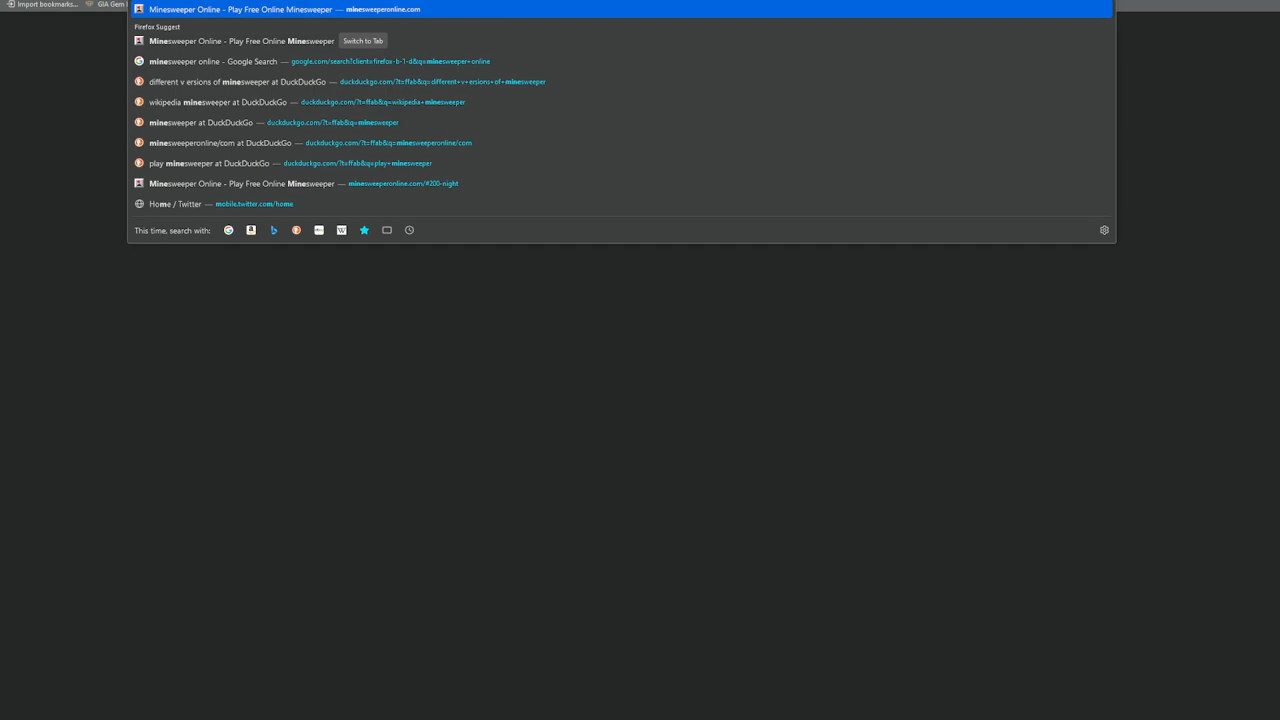 Import bookmarks... GIA Gem
Minesweeper Online - Play Free Online Minesweeper — minesweeperonline.com
Firefox Suggest
Minesweeper Online - Play Free Online Minesweeper Switch to Tab
minesweeper online - Google Search — google.com/search?client=firefox-b-1-d&q=minesweeper+online
different v ersions of minesweeper at DuckDuckGo — duckduckgo.com/?t=ffab&q=different+v+ersions+of+minesweeper
wikipedia minesweeper at DuckDuckGo — duckduckgo.com/?t=ffab&q=wikipedia+minesweeper
minesweeper at DuckDuckGo — duckduckgo.com/?t=ffab&q=minesweeper
minesweeperonline/com at DuckDuckGo — duckduckgo.com/?t=ffab&q=minesweeperonline/com
play minesweeper at DuckDuckGo — duckduckgo.com/?t=ffab&q=play+minesweeper
Minesweeper Online - Play Free Online Minesweeper — minesweeperonline.com/#200-night
Home / Twitter — mobile.twitter.com/home
This time, search with: